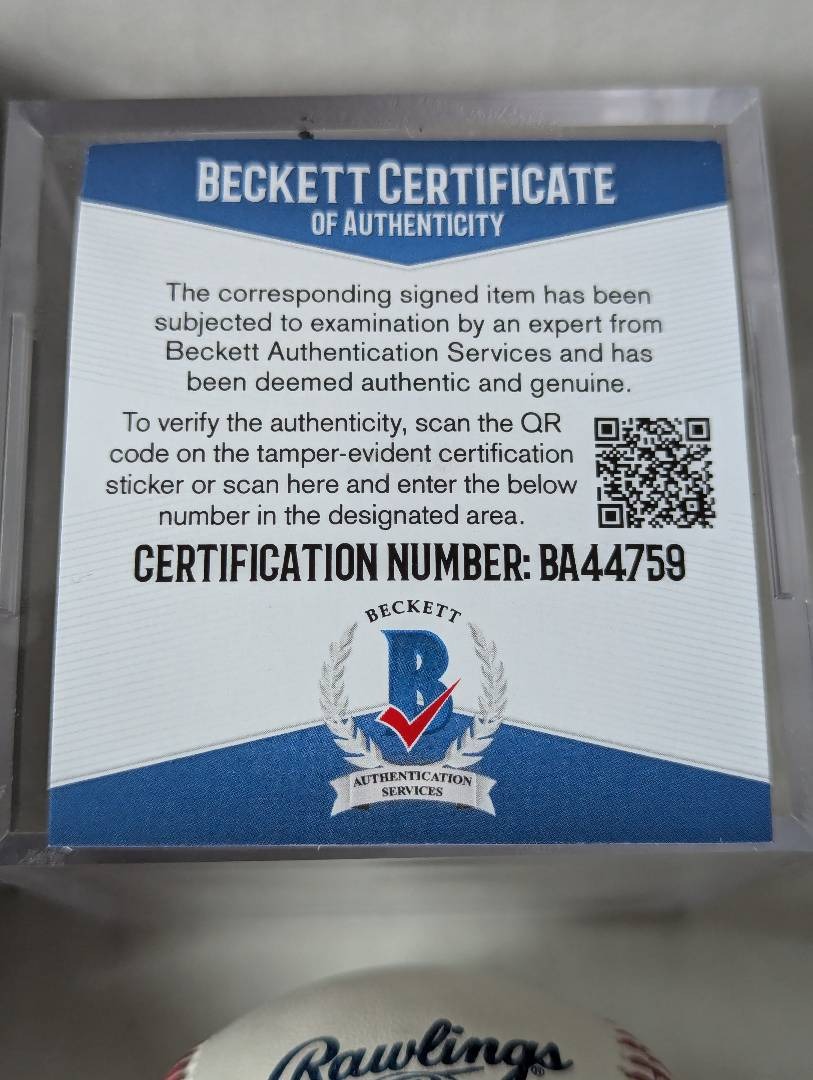 BECKETT CERTIFICATE
OF AUTHENTICITY
The corresponding signed item has been
subjected to examination by an expert from
Beckett Authentication Services and has
been deemed authentic and genuine.
To verify the authenticity, scan the QR
code on the tamper-evident certification
sticker or scan here and enter the below
number in the designated area.
CERTIFICATION NUMBER: BA44759
BECKETT
B
AUTHENTICATION
SERVICES
Rawlings®